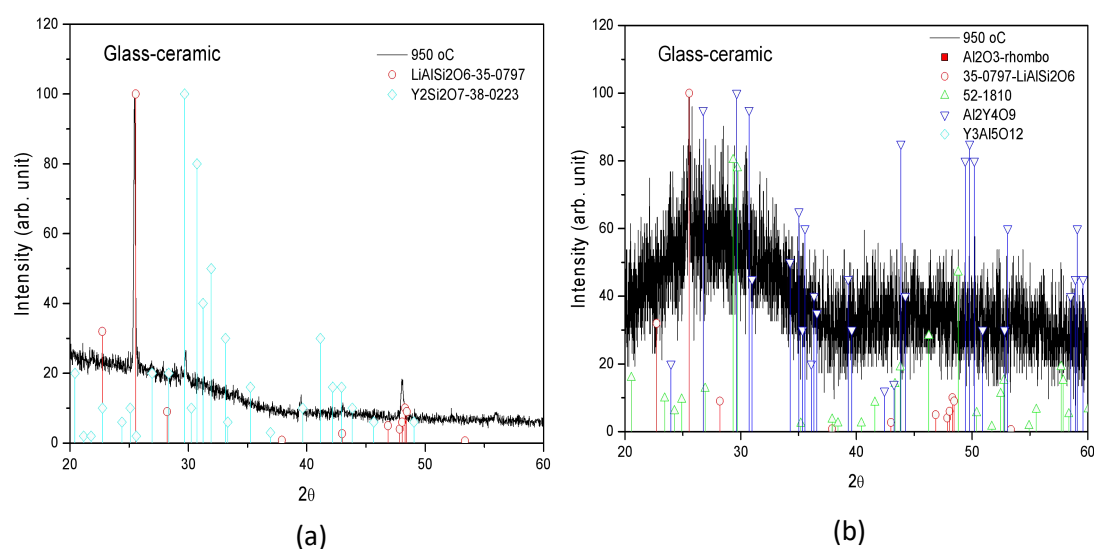 Glass-ceramic
950 oC
LiAlSi2O6-35-0797
Y2Si2O7-38-0223
Intensity (arb. unit)
120
100
80
60
40
20
0
20 30 40 50 60
2θ
(a)
Glass-ceramic
950 oC
Al2O3-rhombo
35-0797-LiAlSi2O6
52-1810
Al2Y4O9
Y3Al5O12
Intensity (arb. unit)
120
100
80
60
40
20
0
20 30 40 50 60
2θ
(b)